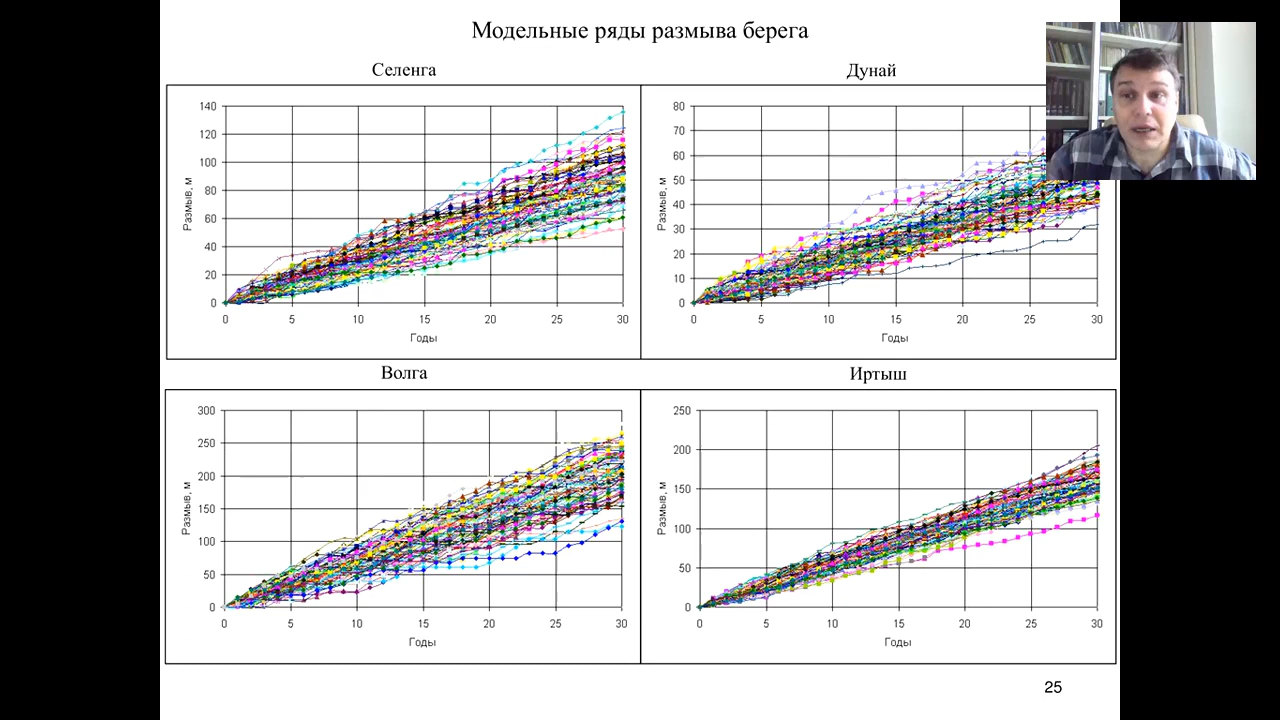 Модельные ряды размыва берега
Селенга
Дунай
140
120
100
80
60
40
20
0
Размыв, м
0 5 10 15 20 25 30
Годы
80
70
60
50
40
30
20
10
0
Размыв, м
0 5 10 15 20 25 30
Годы
Волга
Иртыш
300
250
200
150
100
50
0
Размыв, м
0 5 10 15 20 25 30
Годы
250
200
150
100
50
0
Размыв, м
0 5 10 15 20 25 30
Годы
25